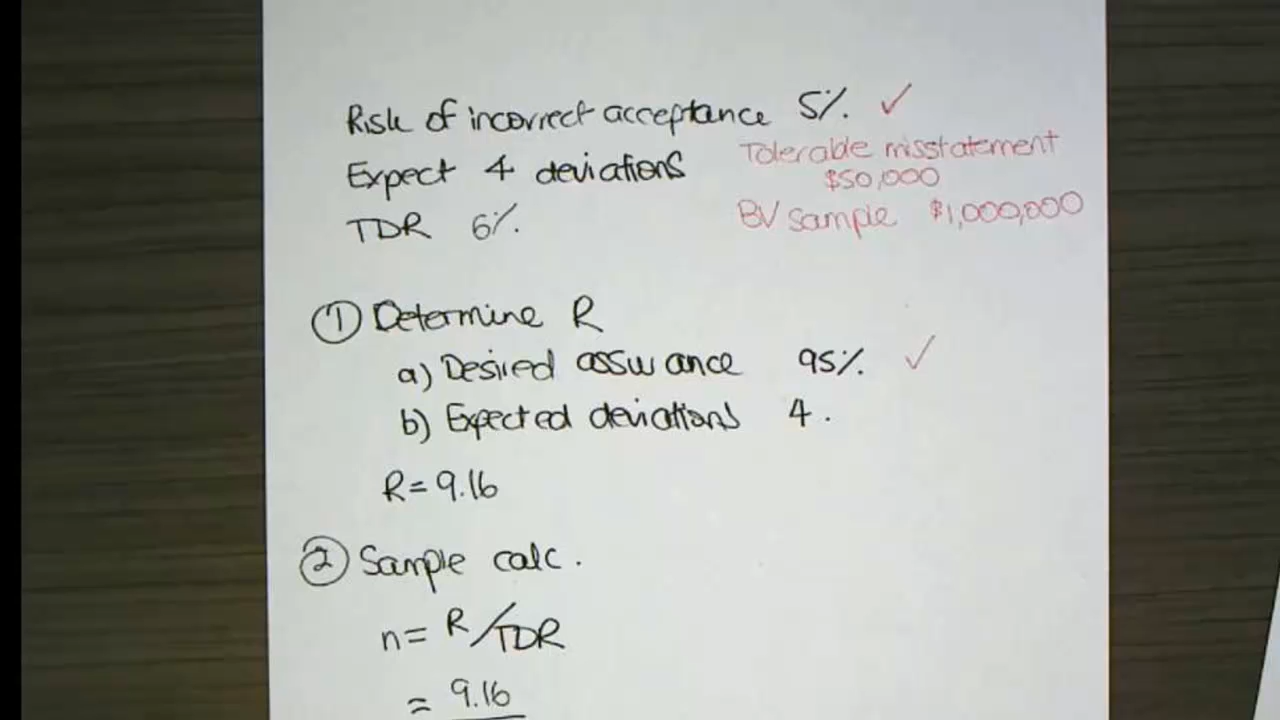 Risk of incorrect acceptance 5% ✓
Tolerable misstatement
Expect 4 deviations
$50,000
TDR 6%
BV sample $1,000,000
① Determine R
a) Desired assurance 95% ✓
b) Expected deviations 4.
R = 9.16
② Sample calc.
n = R/TDR
= 9.16